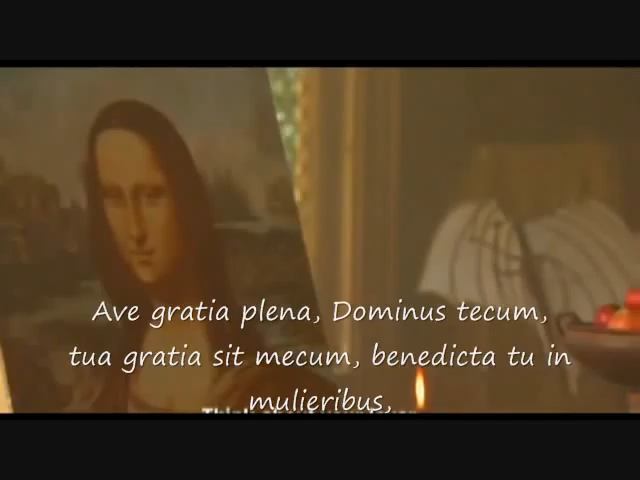 Ave gratia plena, Dominus tecum,
tua gratia sit mecum, benedicta tu in
mulieribus,